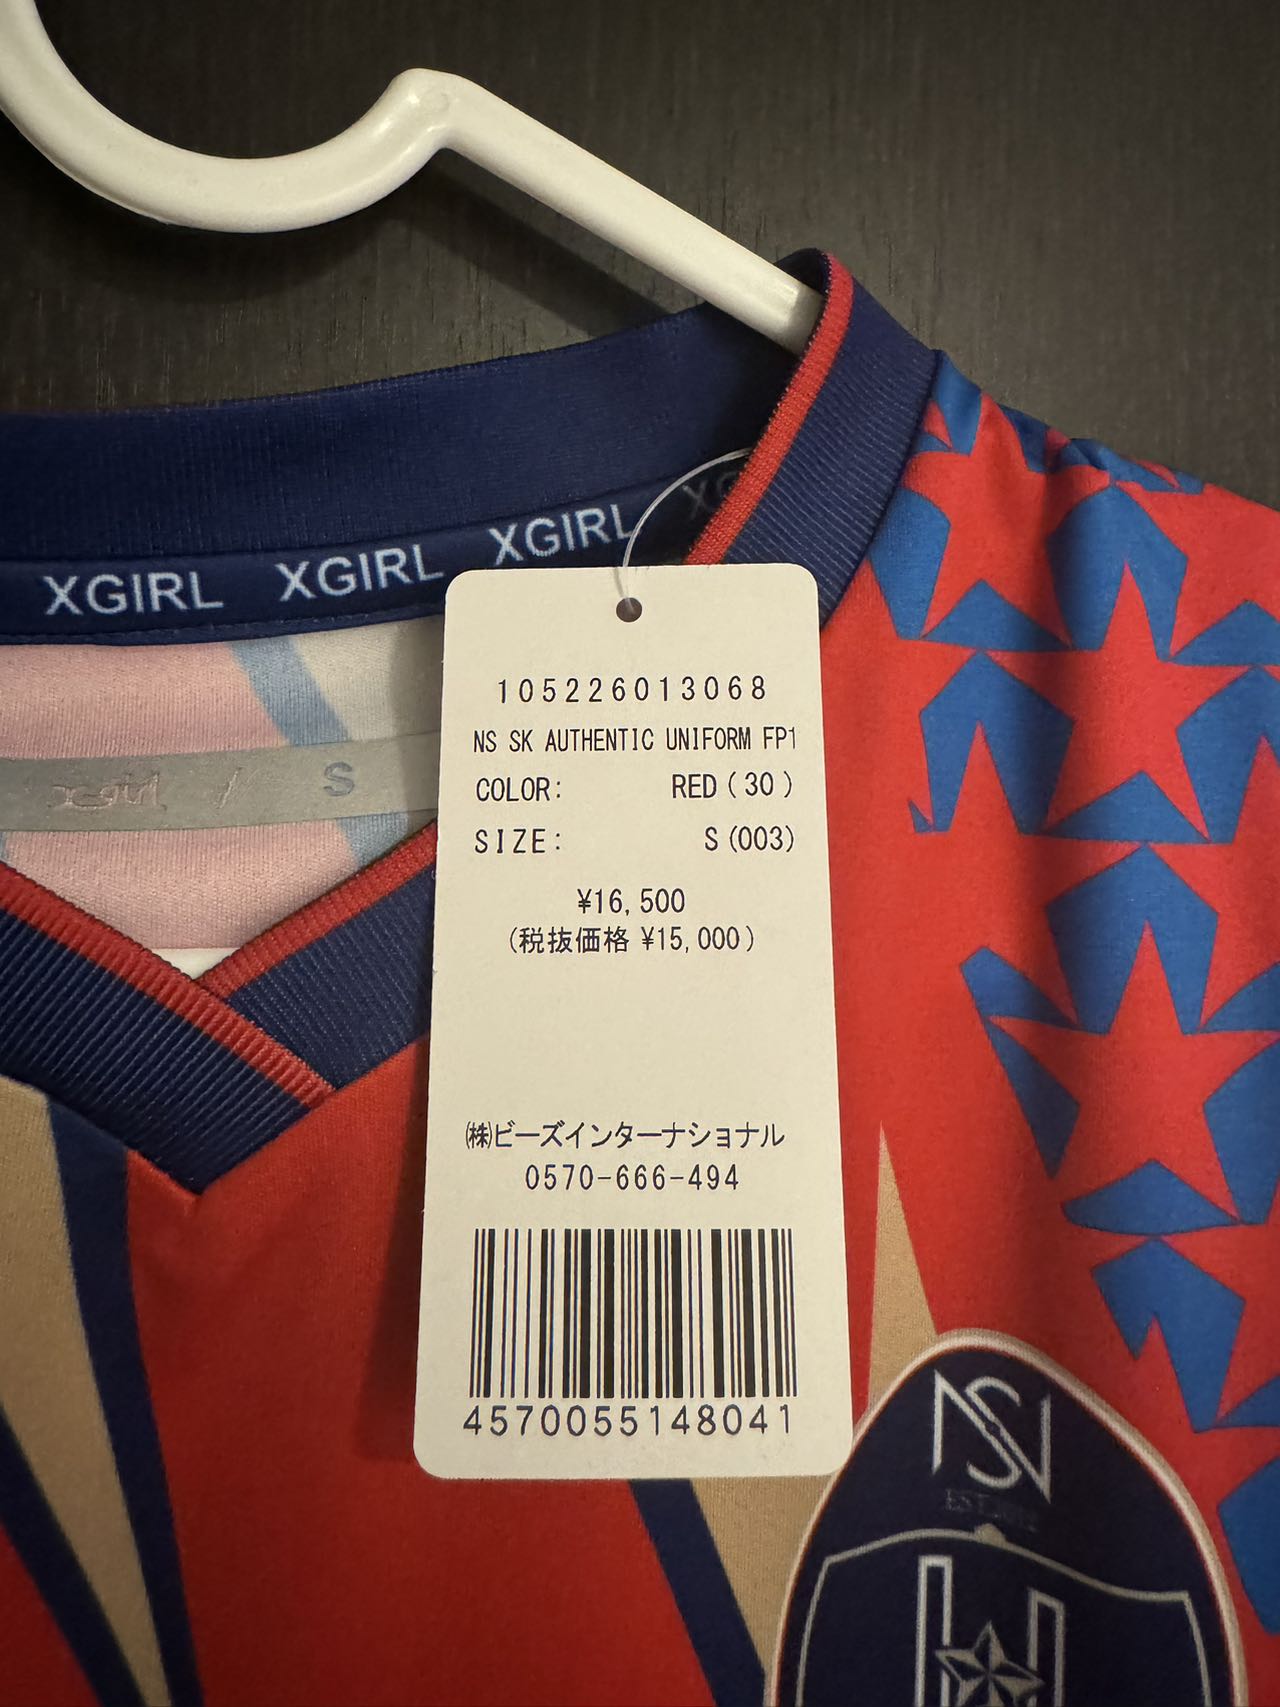 XGIRL XGIRL XGIRL
S
105226013068
NS SK AUTHENTIC UNIFORM FP1
COLOR: RED (30)
SIZE: S (003)
¥16,500
(税抜価格 ¥15,000)
㈱ビーズインターナショナル
0570-666-494
4570055148041
NS